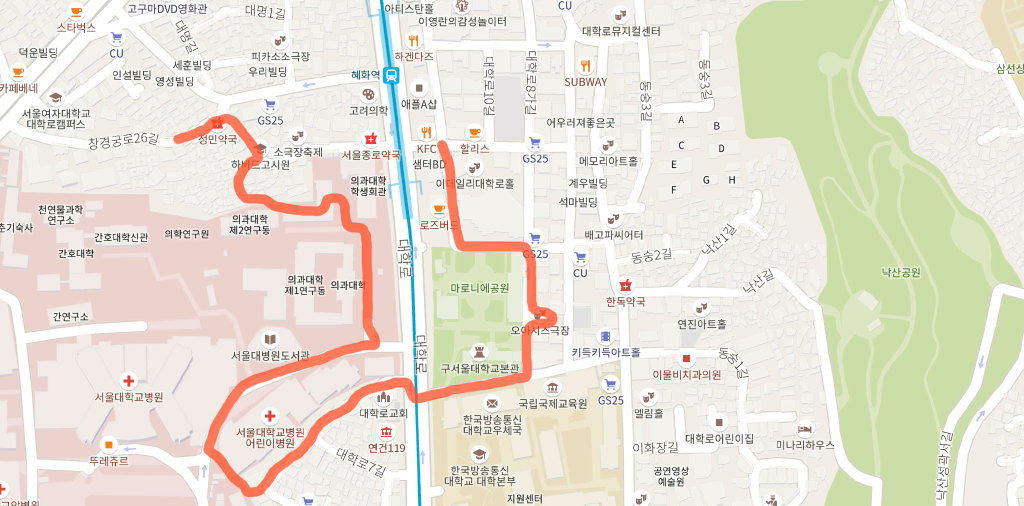 고구마DVD영화관
스타벅스
CU
대명1길
대명길
피카소소극장
우리빌딩
세훈빌딩
덕운빌딩
인설빌딩
영성빌딩
카페베네
서울여자대학교
대학로캠퍼스
창경궁로26길
GS25
정민약국
소극장축제
하버드고시원
아티스탄홀
이영란의감성놀이터
하겐다즈
혜화역
고려의학
애플A샵
서울종로약국
KFC
할리스
샘터BD
이데일리대학로홀
대학로10길
대학로8가길
CU
대학로뮤지컬센터
SUBWAY
어우러져좋은곳
GS25
메모리아트홀
계우빌딩
석마빌딩
동숭3길
동숭3길
A
B
C
D
E
F
G
H
삼선상
의과대학
학생회관
로즈버드
배고파씨어터
GS25
CU
동숭2길
낙산1길
낙산길
낙산공원
천연물과학
연구소
춘기숙사
간호대학신관
간호대학
의학연구원
의과대학
제2연구동
의과대학
제1연구동
의과대학
간연구소
대학로
마로니에공원
한독약국
연진아트홀
오아시스극장
대학로
서울대병원도서관
구서울대학교본관
키득키득아트홀
이물비치과의원
동숭1길
서울대학교병원
서울대학교병원
어린이병원
대학로교회
연건119
대학로7길
뚜레쥬르
한국방송통신
대학교우체국
국립국제교육원
GS25
엘림홀
대학로어린이집
미나리하우스
이화장길
한국방송통신
대학교 대학본부
지원센터
공연영상
예술원
낙산성곽서길
고암병원